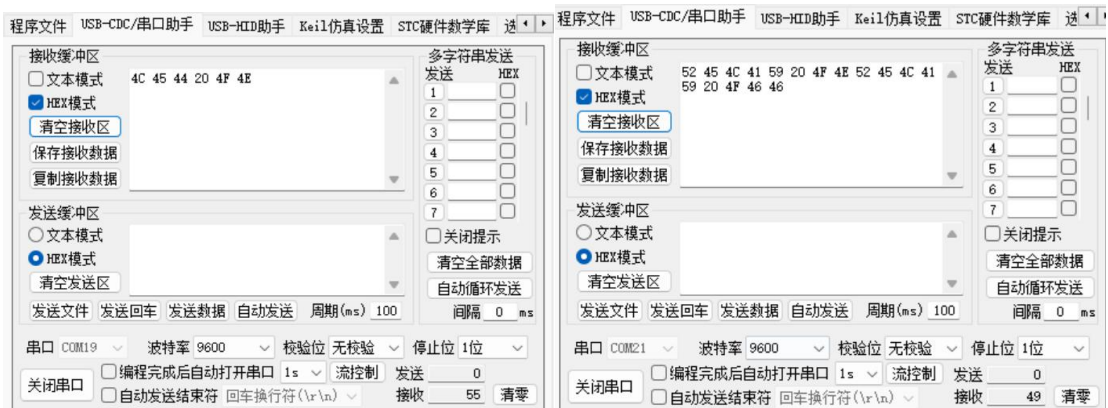 程序文件 USB-CDC/串口助手 USB-HID助手 Keil仿真设置 STC硬件数学库 选
接收缓冲区
文本模式
HEX模式
清空接收区
保存接收数据
复制接收数据
4C 45 44 20 4F 4E
多字符串发送
发送 HEX
1
2
3
4
5
6
7
发送缓冲区
文本模式
HEX模式
清空发送区
关闭提示
清空全部数据
自动循环发送
发送文件 发送回车 发送数据 自动发送 周期(ms) 100
间隔 0 ms
串口 COM19 波特率 9600 校验位 无校验 停止位 1位
关闭串口
编程完成后自动打开串口 1s 流控制 发送 0
自动发送结束符 回车换行符(\r\n) 接收 55 清零
程序文件 USB-CDC/串口助手 USB-HID助手 Keil仿真设置 STC硬件数学库
接收缓冲区
文本模式
HEX模式
清空接收区
保存接收数据
复制接收数据
52 45 4C 41 59 20 4F 4E 52 45 4C 41
59 20 4F 46 46
多字符串发送
发送 HEX
1
2
3
4
5
6
7
发送缓冲区
文本模式
HEX模式
清空发送区
关闭提示
清空全部数据
自动循环发送
发送文件 发送回车 发送数据 自动发送 周期(ms) 100
间隔 0 ms
串口 COM21 波特率 9600 校验位 无校验 停止位 1位
关闭串口
编程完成后自动打开串口 1s 流控制 发送 0
自动发送结束符 回车换行符(\r\n) 接收 49 清零